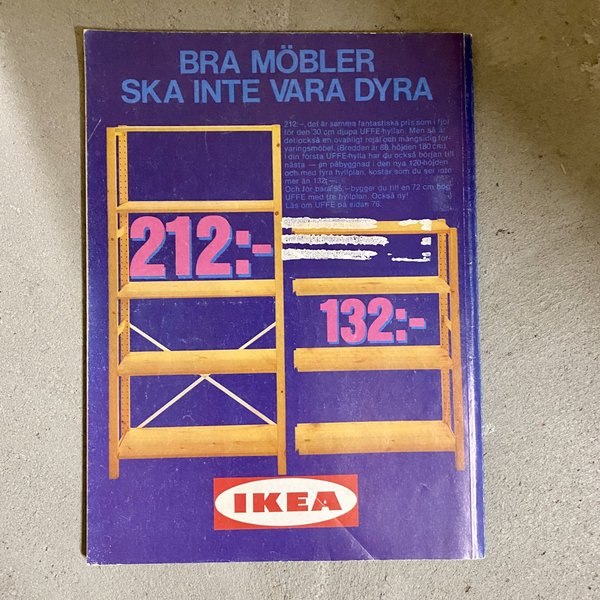 BRA MÖBLER
SKA INTE VARA DYRA
212:-, det är samma fantastiska pris som i fjol
för den 30 cm djupa UFFE-hyllan. Men så är
det också en ovanligt rejäl och mångsidig för-
varingsmöbel. (Bredden är 88, höjden 180 cm).
I din första UFFE-hylla har du också början till
nästa — en påbyggnad i den nya 120-höjden
och med fyra hyllplan, kostar som du ser inte
mer än 132:-.
Och för bara 95:- bygger du till en 72 cm hög
UFFE med tre hyllplan. Också ny!
Läs om UFFE på sidan 76.
212:-
132:-
IKEA